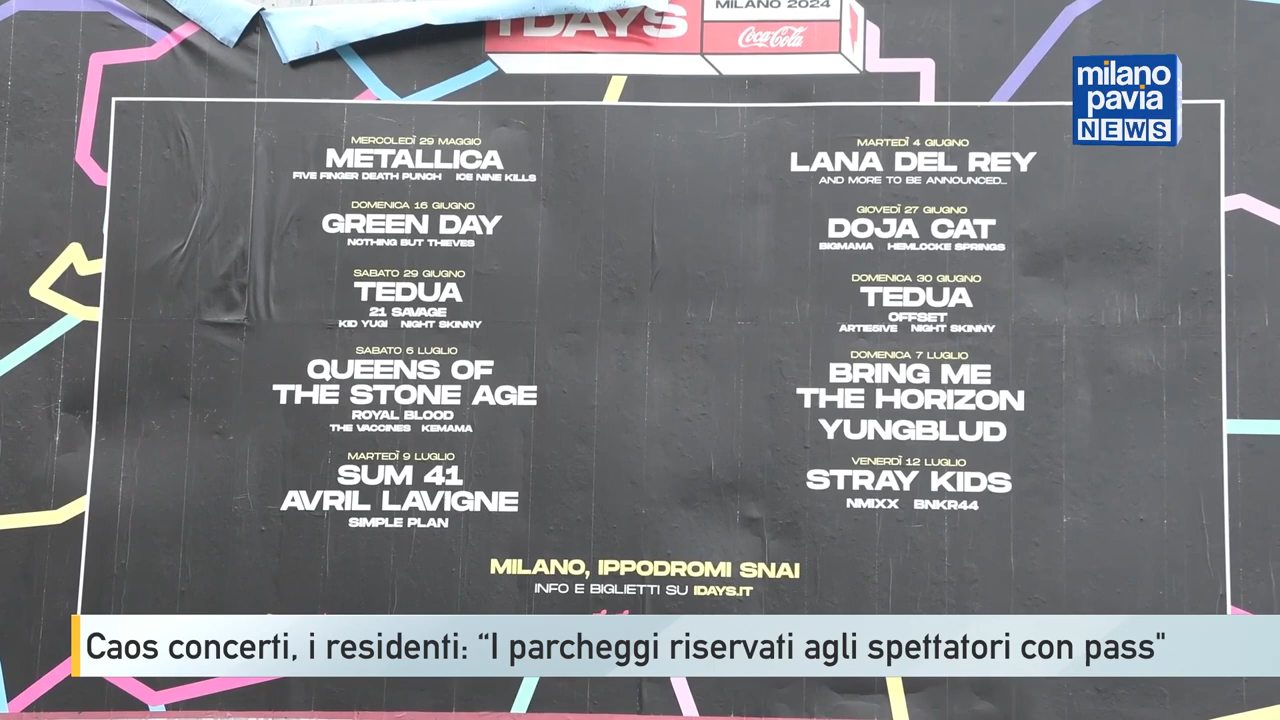 I DAYS
MILANO 2024
Coca-Cola
milano
pavia
NEWS
MERCOLEDÌ 29 MAGGIO
METALLICA
FIVE FINGER DEATH PUNCH ICE NINE KILLS
DOMENICA 16 GIUGNO
GREEN DAY
NOTHING BUT THIEVES
SABATO 29 GIUGNO
TEDUA
21 SAVAGE
KID YUGI NIGHT SKINNY
SABATO 6 LUGLIO
QUEENS OF
THE STONE AGE
ROYAL BLOOD
THE VACCINES KEMAMA
MARTEDÌ 9 LUGLIO
SUM 41
AVRIL LAVIGNE
SIMPLE PLAN
MARTEDÌ 4 GIUGNO
LANA DEL REY
AND MORE TO BE ANNOUNCED...
GIOVEDÌ 27 GIUGNO
DOJA CAT
BIGMAMA HEMLOCKE SPRINGS
DOMENICA 30 GIUGNO
TEDUA
OFFSET
ARTIE5IVE NIGHT SKINNY
DOMENICA 7 LUGLIO
BRING ME
THE HORIZON
YUNGBLUD
VENERDÌ 12 LUGLIO
STRAY KIDS
NMIXX BNKR44
MILANO, IPPODROMI SNAI
INFO E BIGLIETTI SU IDAYS.IT
Caos concerti, i residenti: “I parcheggi riservati agli spettatori con pass"